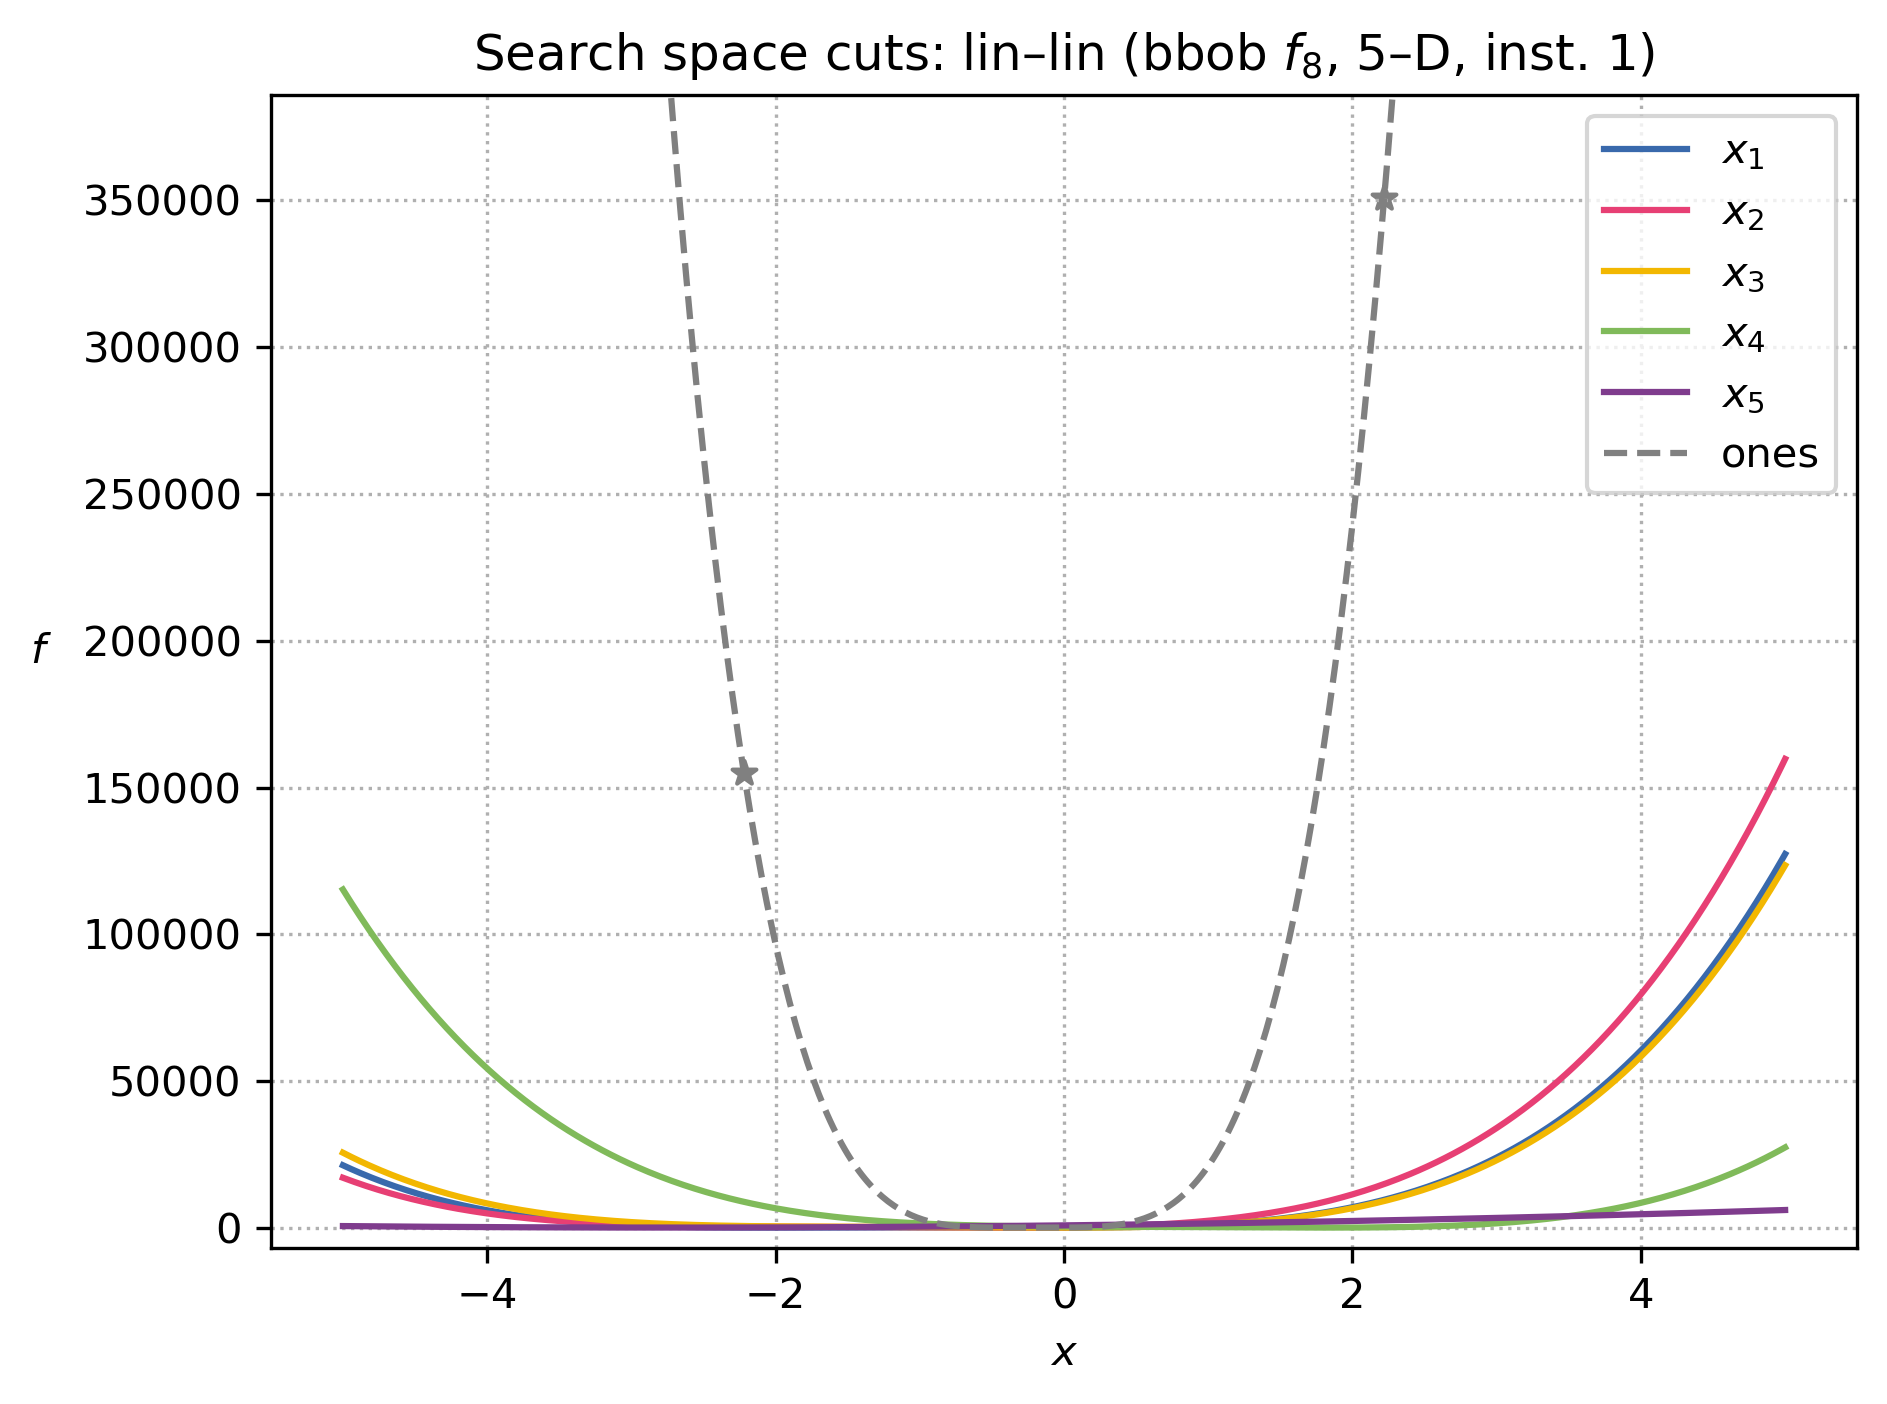 Search space cuts: lin–lin (bbob f₈, 5–D, inst. 1)
350000
300000
250000
200000
150000
100000
50000
0
f
−4
−2
0
2
4
x
x₁
x₂
x₃
x₄
x₅
ones